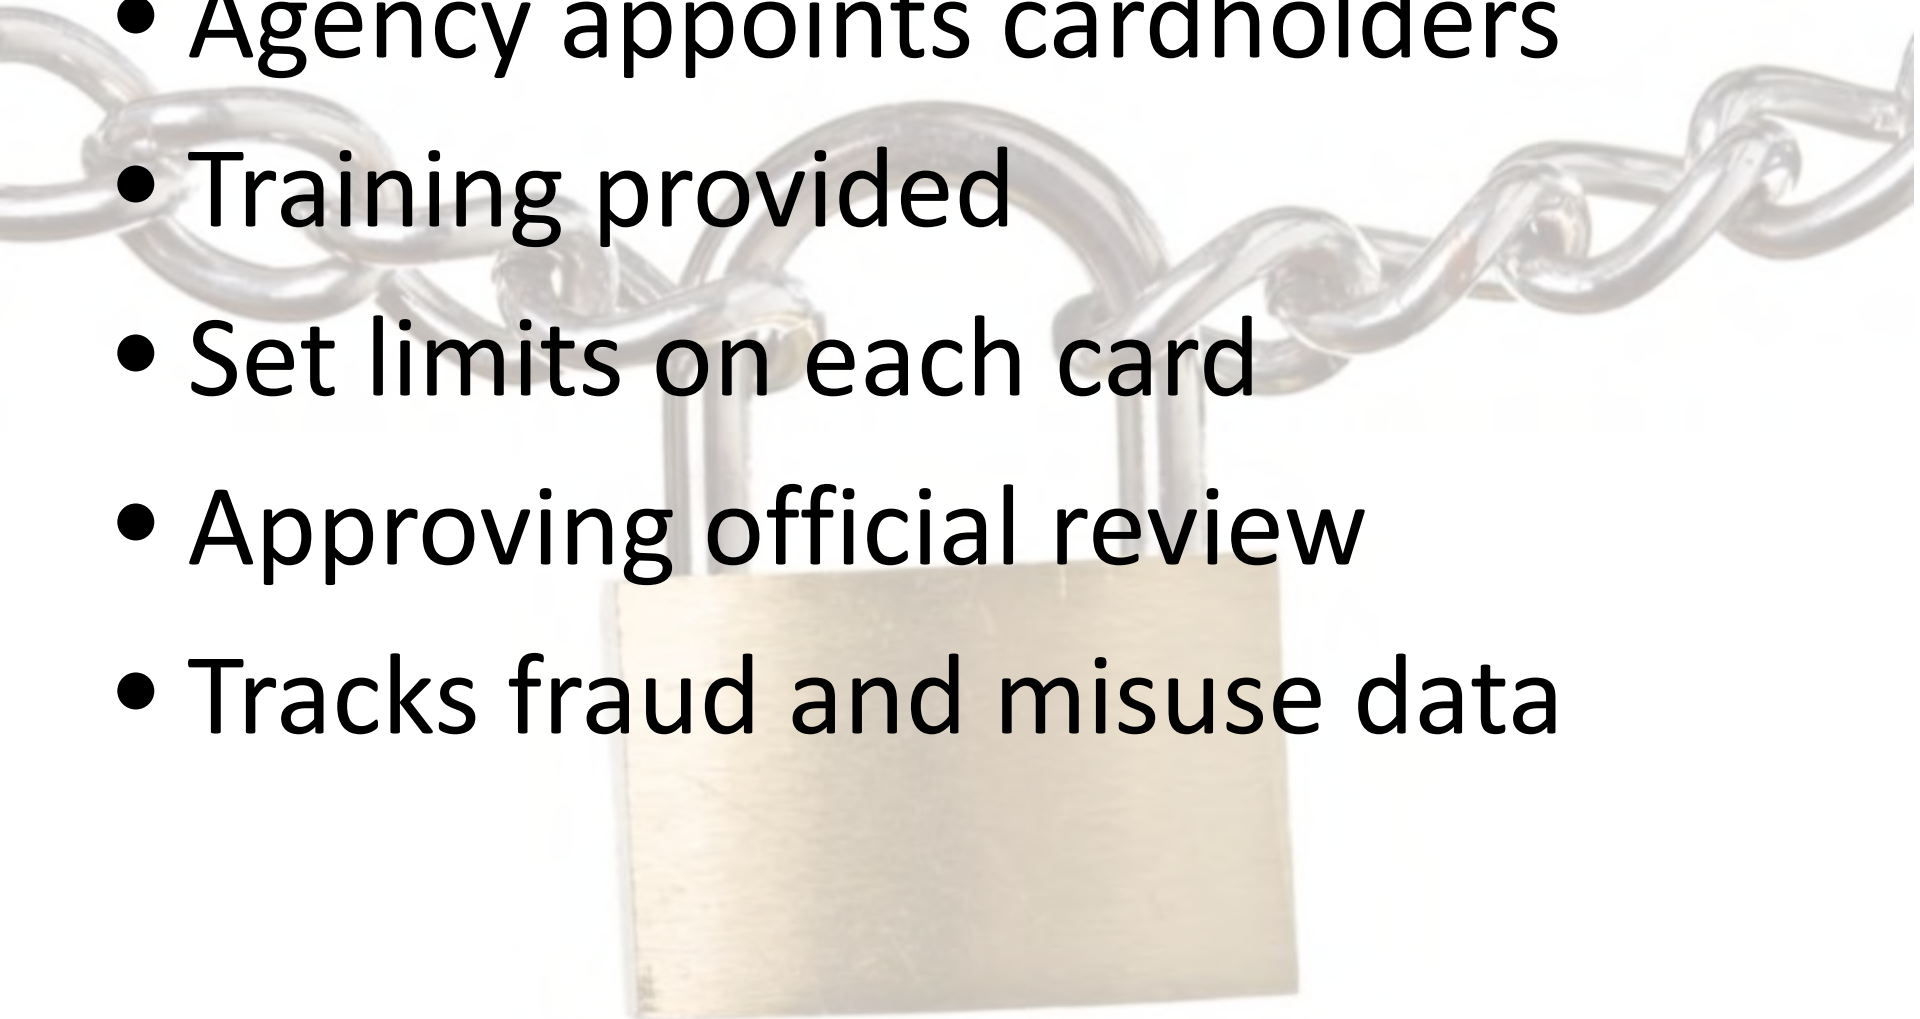 • Agency appoints cardholders
• Training provided
• Set limits on each card
• Approving official review
• Tracks fraud and misuse data